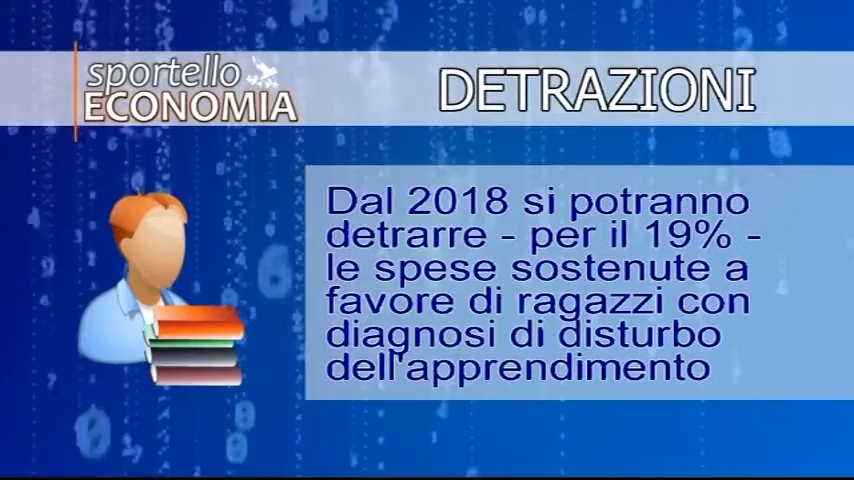 sportello
ECONOMIA
DETRAZIONI
Dal 2018 si potranno
detrarre - per il 19% -
le spese sostenute a
favore di ragazzi con
diagnosi di disturbo
dell'apprendimento